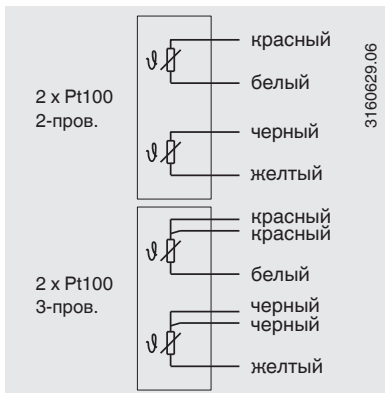 красный
белый
2 x Pt100
2-пров.
черный
желтый
3160629.06
красный
красный
белый
2 x Pt100
3-пров.
черный
черный
желтый
ϑ
ϑ
ϑ
ϑ